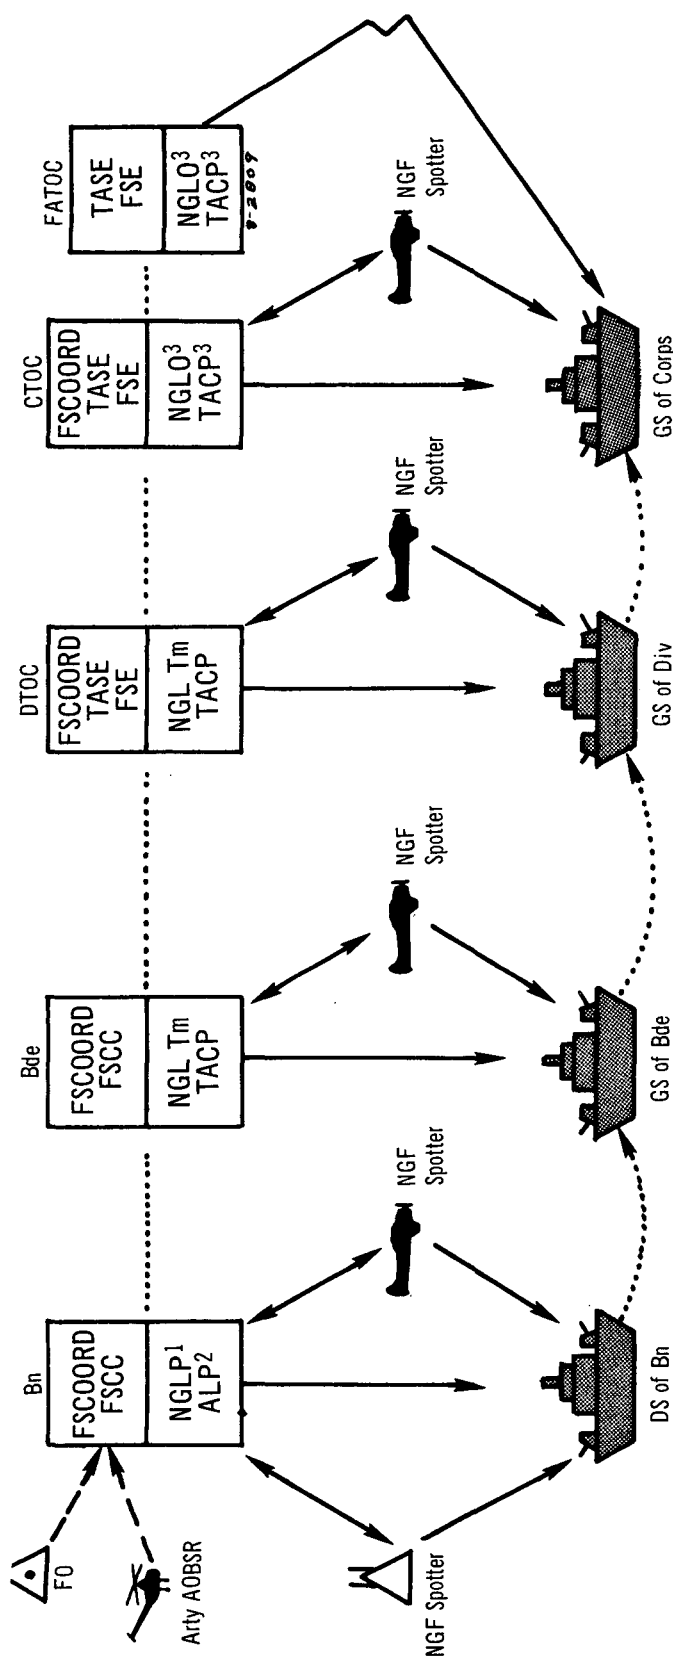 Bn
FSCOORD
FSCC
NGLP¹
ALP²
FO
Arty AOBSR
NGF Spotter
NGF
Spotter
DS of Bn
Bde
FSCOORD
FSCC
NGL Tm
TACP
NGF
Spotter
GS of Bde
DTOC
FSCOORD
TASE
FSE
NGL Tm
TACP
NGF
Spotter
GS of Div
CTOC
FSCOORD
TASE
FSE
NGLO³
TACP³
NGF
Spotter
GS of Corps
FATOC
TASE
FSE
NGLO³
TACP³